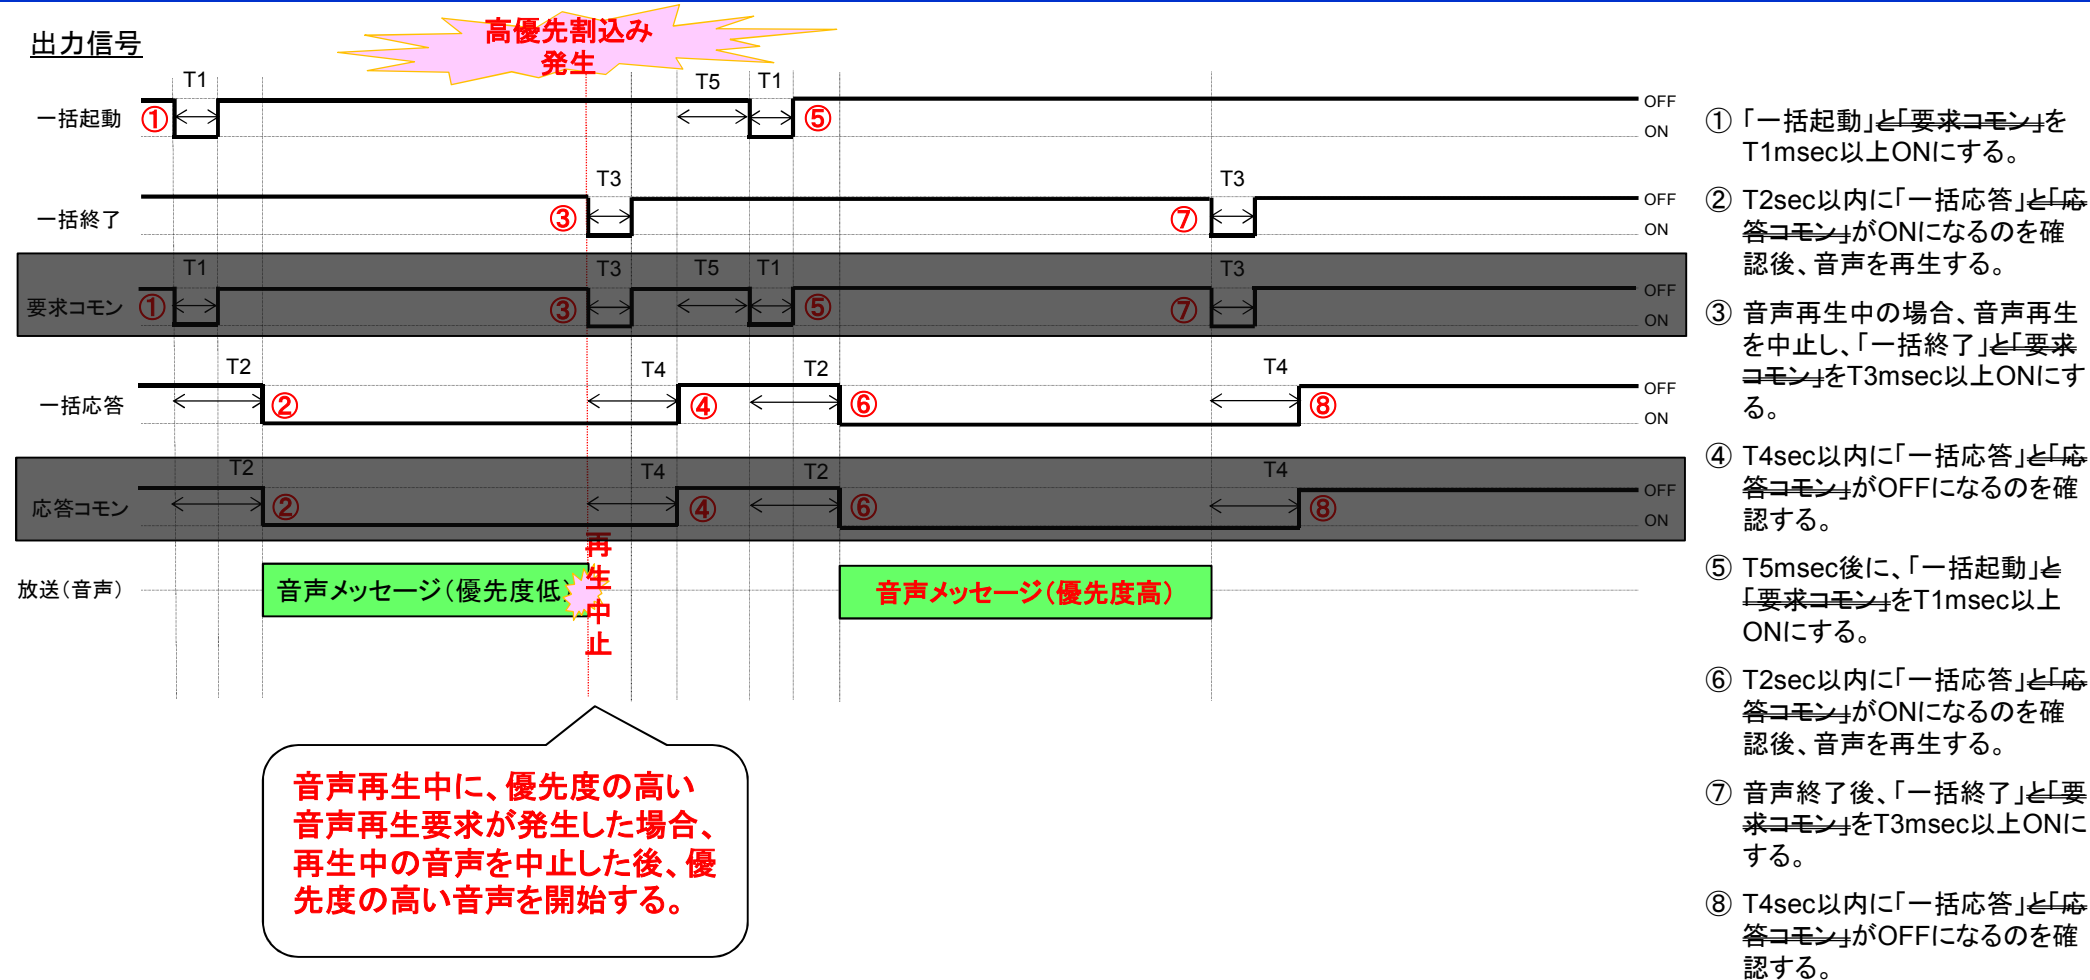 高優先割込み
発生
出力信号
T1
T5
T1
一括起動
①
⑤
OFF
ON
T3
T3
一括終了
③
⑦
OFF
ON
T1
T3
T5
T1
T3
要求コモン
①
③
⑤
⑦
OFF
ON
T2
T4
T2
T4
一括応答
②
④
⑥
⑧
OFF
ON
T2
T4
T2
T4
応答コモン
②
④
⑥
⑧
OFF
ON
放送(音声)
音声メッセージ(優先度低)
再
生
中
止
音声メッセージ(優先度高)
音声再生中に、優先度の高い
音声再生要求が発生した場合、
再生中の音声を中止した後、優
先度の高い音声を開始する。
① 「一括起動」と「要求コモン」を
T1msec以上ONにする。
② T2sec以内に「一括応答」と「応
答コモン」がONになるのを確
認後、音声を再生する。
③ 音声再生中の場合、音声再生
を中止し、「一括終了」と「要求
コモン」をT3msec以上ONにす
る。
④ T4sec以内に「一括応答」と「応
答コモン」がOFFになるのを確
認する。
⑤ T5msec後に、「一括起動」と
「要求コモン」をT1msec以上
ONにする。
⑥ T2sec以内に「一括応答」と「応
答コモン」がONになるのを確
認後、音声を再生する。
⑦ 音声終了後、「一括終了」と「要
求コモン」をT3msec以上ONに
する。
⑧ T4sec以内に「一括応答」と「応
答コモン」がOFFになるのを確
認する。